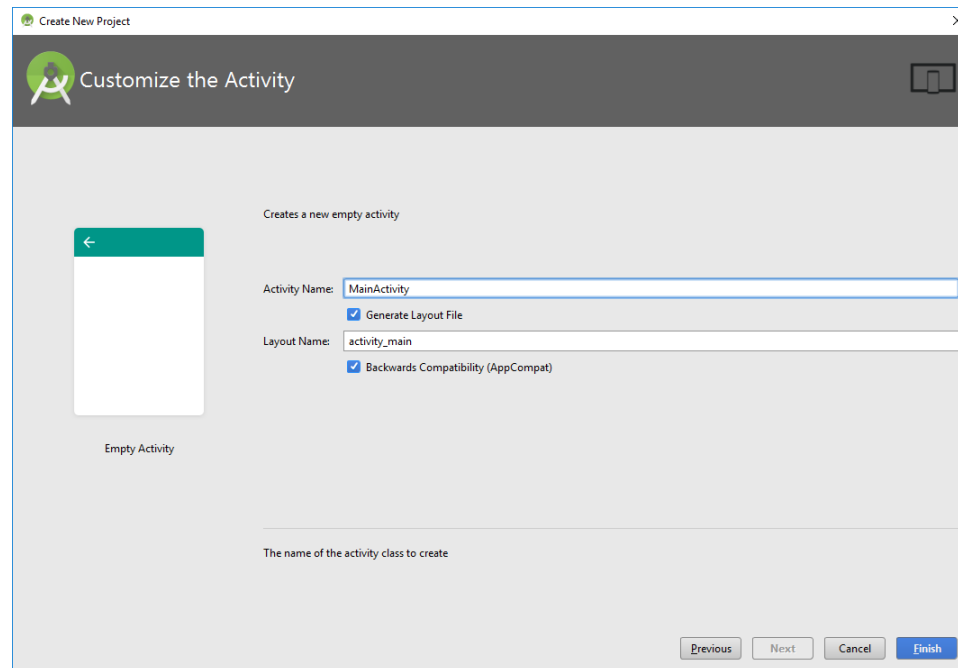 Create New Project
Customize the Activity
Creates a new empty activity
Activity Name: MainActivity
Generate Layout File
Layout Name: activity_main
Backwards Compatibility (AppCompat)
Empty Activity
The name of the activity class to create
Previous Next Cancel Finish